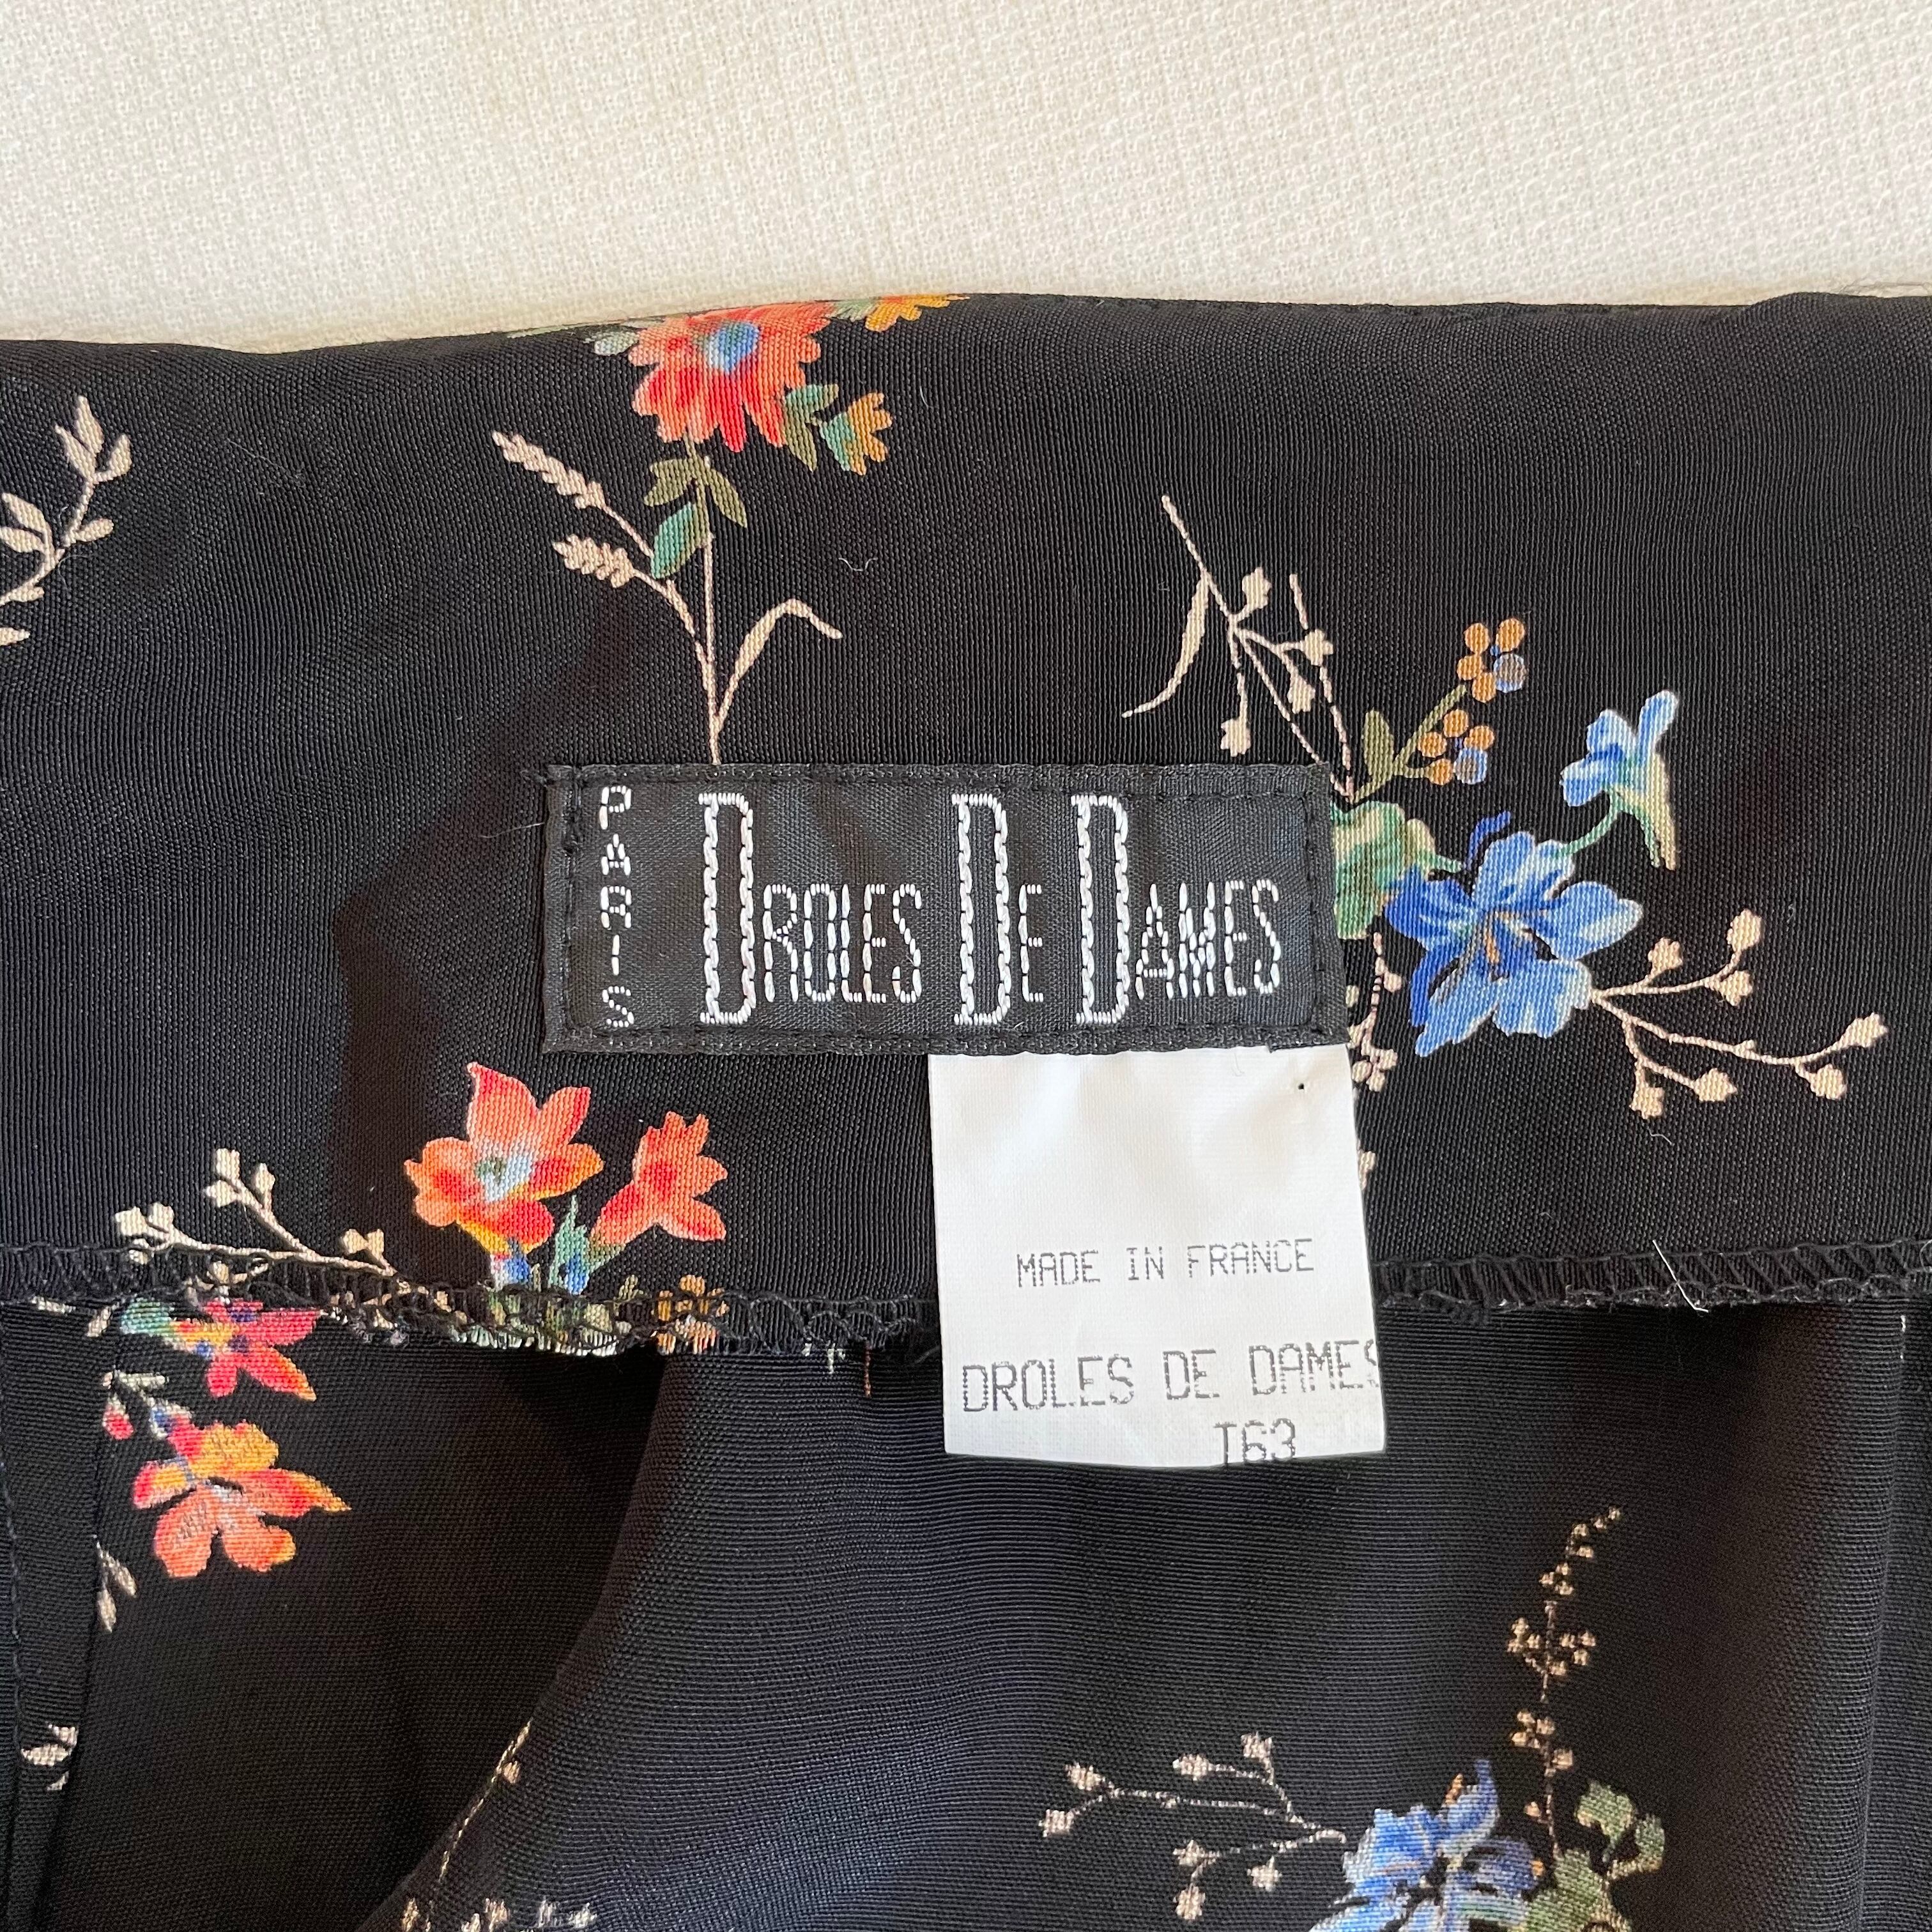 PARIS
DROLES DE DAMES
MADE IN FRANCE
DROLES DE DAMES
T63